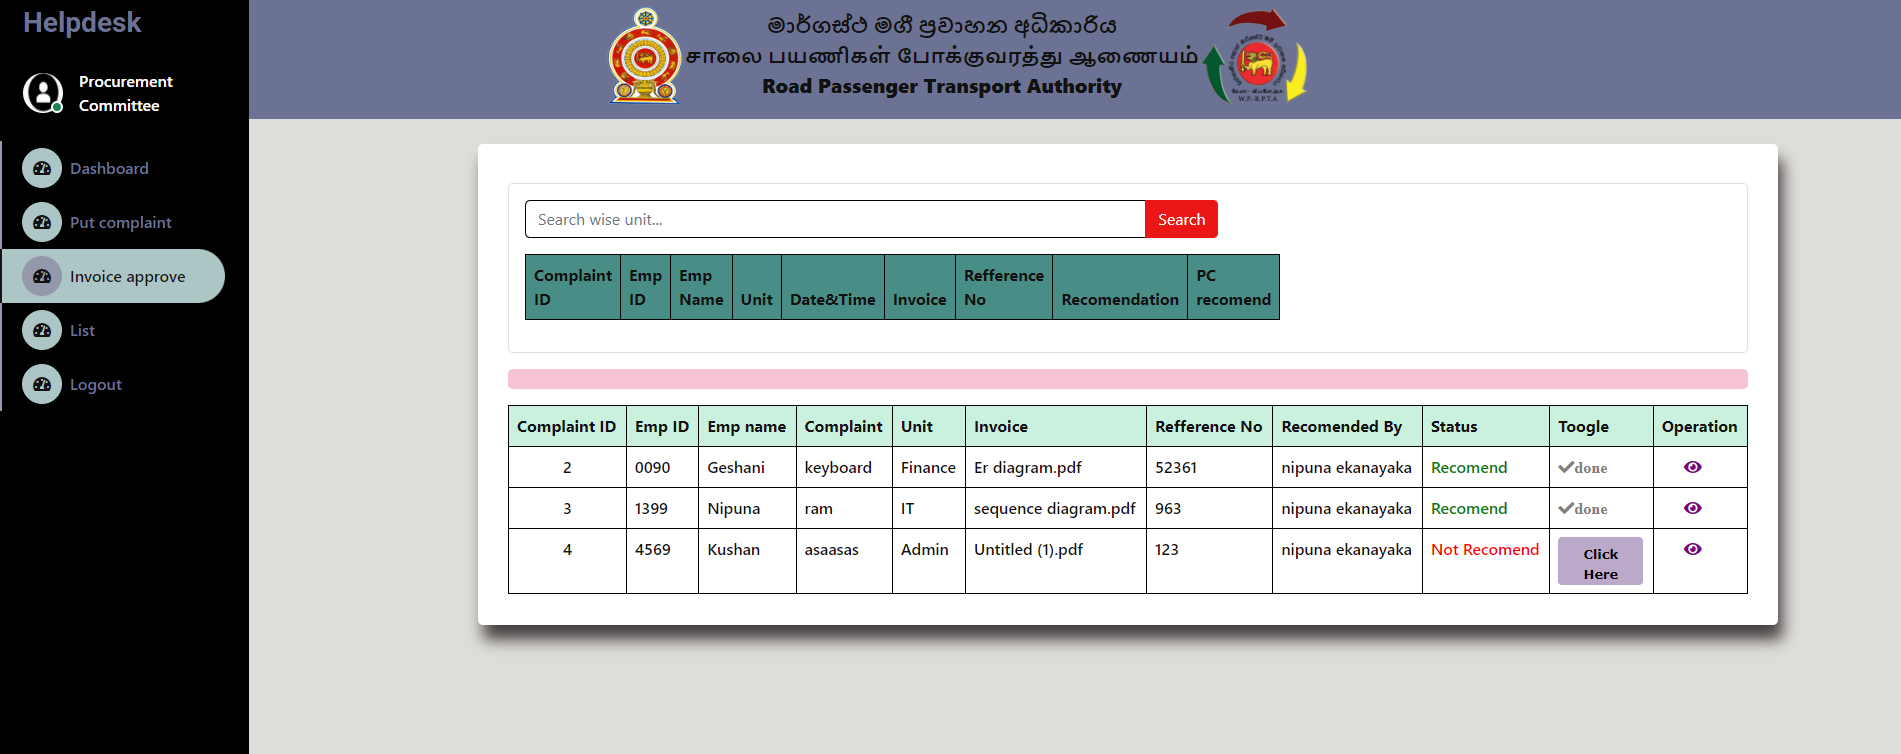 Helpdesk
Procurement
Committee
Dashboard
Put complaint
Invoice approve
List
Logout
මාර්ගස්ථ මගී ප්‍රවාහන අධිකාරිය
சாலை பயணிகள் போக்குவரத்து ஆணையம்
Road Passenger Transport Authority
W.P.-R.P.T.A
Search wise unit... Search
Complaint ID Emp ID Emp Name Unit Date&Time Invoice Refference No Recomendation PC recomend
Complaint ID Emp ID Emp name Complaint Unit Invoice Refference No Recomended By Status Toogle Operation
2 0090 Geshani keyboard Finance Er diagram.pdf 52361 nipuna ekanayaka Recomend done
3 1399 Nipuna ram IT sequence diagram.pdf 963 nipuna ekanayaka Recomend done
4 4569 Kushan asaasas Admin Untitled (1).pdf 123 nipuna ekanayaka Not Recomend Click Here